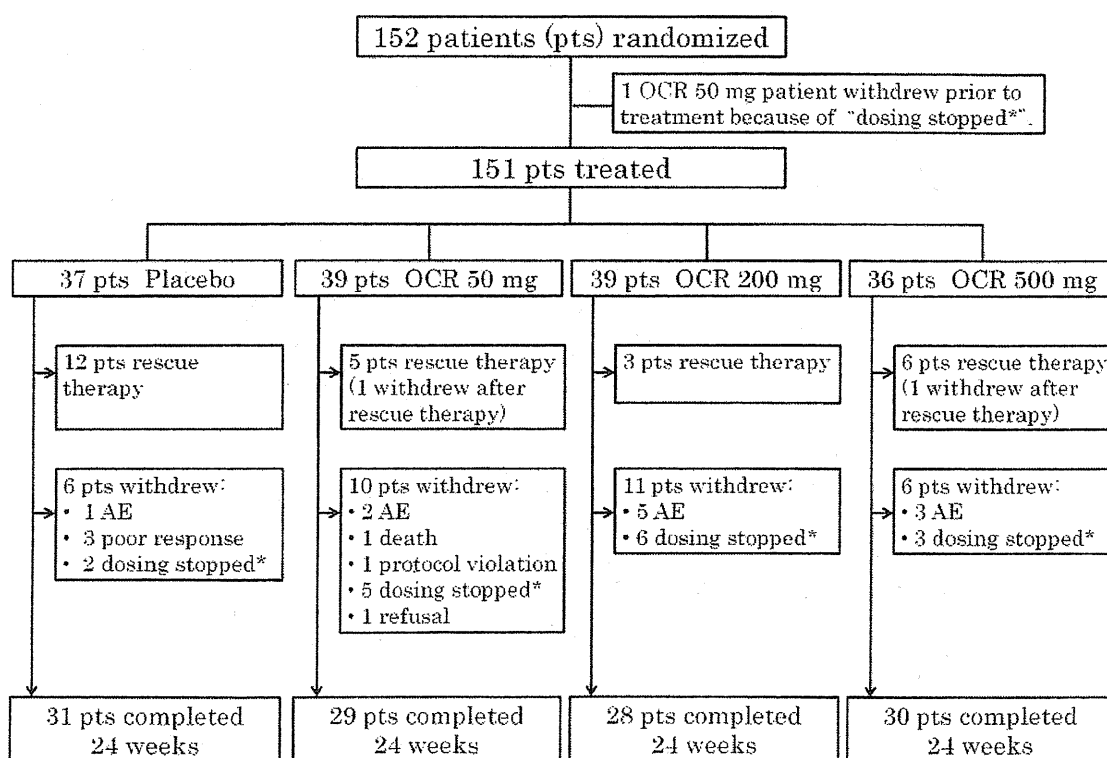 152 patients (pts) randomized
1 OCR 50 mg patient withdrew prior to
treatment because of "dosing stopped*".
151 pts treated
37 pts Placebo
39 pts OCR 50 mg
39 pts OCR 200 mg
36 pts OCR 500 mg
12 pts rescue
therapy
5 pts rescue therapy
(1 withdrew after
rescue therapy)
3 pts rescue therapy
6 pts rescue therapy
(1 withdrew after
rescue therapy)
6 pts withdrew:
• 1 AE
• 3 poor response
• 2 dosing stopped*
10 pts withdrew:
• 2 AE
• 1 death
• 1 protocol violation
• 5 dosing stopped*
• 1 refusal
11 pts withdrew:
• 5 AE
• 6 dosing stopped*
6 pts withdrew:
• 3 AE
• 3 dosing stopped*
31 pts completed
24 weeks
29 pts completed
24 weeks
28 pts completed
24 weeks
30 pts completed
24 weeks